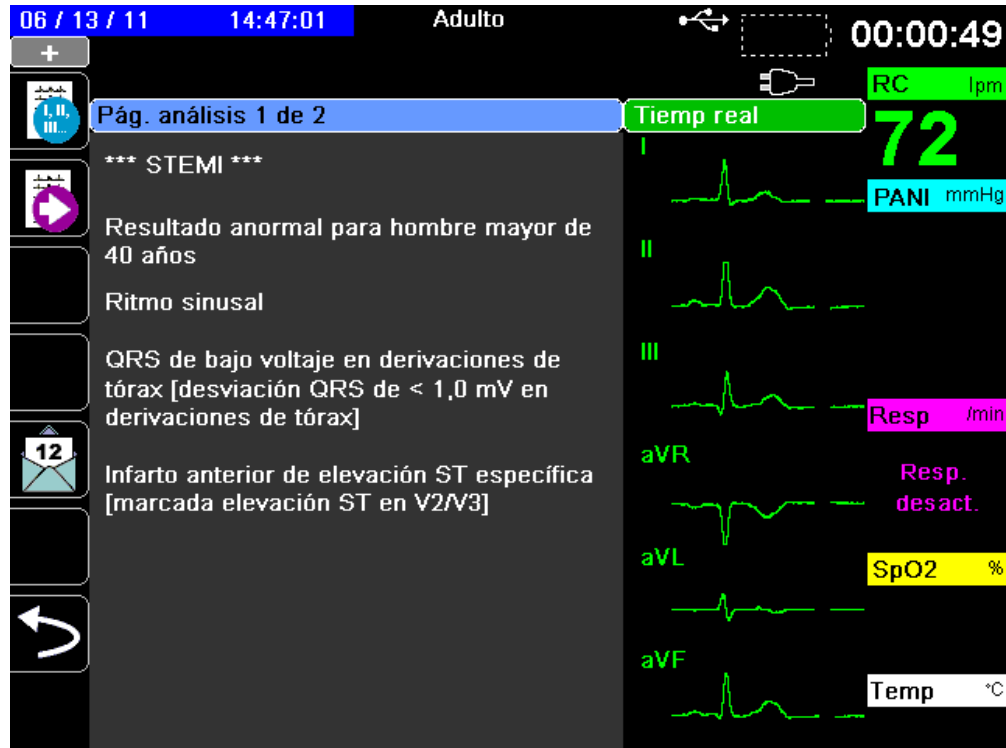 06 / 13 / 11 14:47:01 Adulto 00:00:49
+
I, II, III...
Pág. análisis 1 de 2
*** STEMI ***
Resultado anormal para hombre mayor de
40 años
Ritmo sinusal
QRS de bajo voltaje en derivaciones de
tórax [desviación QRS de < 1,0 mV en
derivaciones de tórax]
Infarto anterior de elevación ST específica
[marcada elevación ST en V2/V3]
12
Tiemp real
I
II
III
aVR
aVL
aVF
RC lpm
72
PANI mmHg
Resp /min
Resp.
desact.
SpO2 %
Temp °C